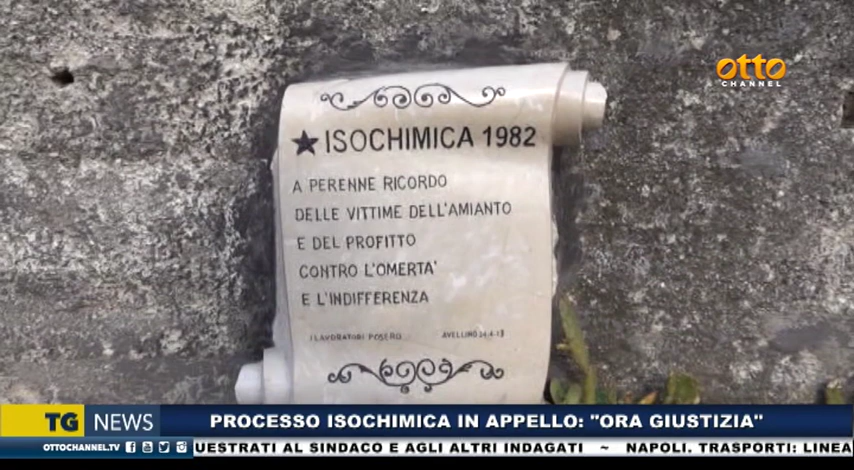 otto
CHANNEL
ISOCHIMICA 1982
A PERENNE RICORDO
DELLE VITTIME DELL'AMIANTO
E DEL PROFITTO
CONTRO L'OMERTA'
E L'INDIFFERENZA
I LAVORATORI POSERO AVELLINO
TG NEWS
PROCESSO ISOCHIMICA IN APPELLO: "ORA GIUSTIZIA"
OTTOCHANNEL.TV
UESTRATI AL SINDACO E AGLI ALTRI INDAGATI ~ NAPOLI. TRASPORTI: LINEA